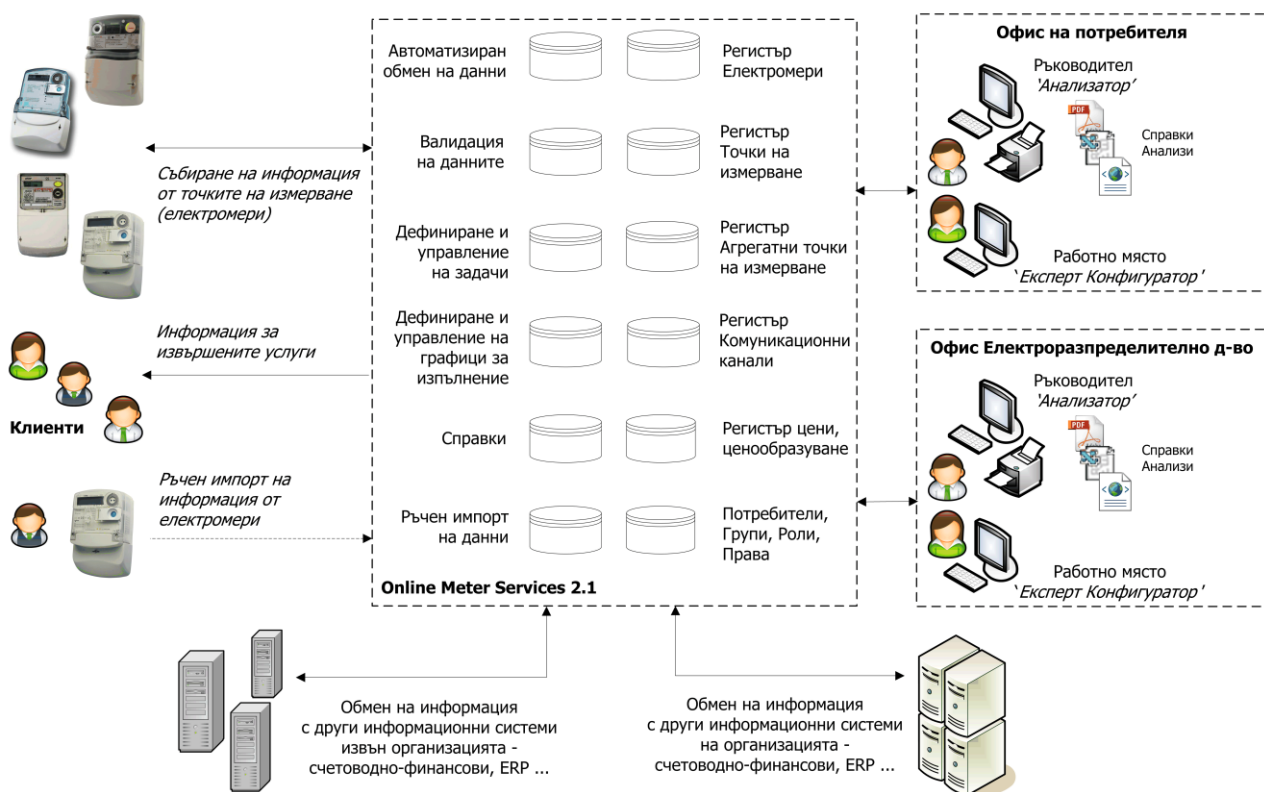 Автоматизиран
обмен на данни
Регистър
Електромери
Валидация
на данните
Регистър
Точки на
измерване
Дефиниране и
управление
на задачи
Регистър
Агрегатни точки
на измерване
Дефиниране и
управление на
графици за
изпълнение
Регистър
Комуникационни
канали
Справки
Регистър цени,
ценообразуване
Ръчен импорт
на данни
Потребители,
Групи, Роли,
Права
Online Meter Services 2.1
Събиране на информация
от точките на измерване
(електромери)
Информация за
извършените услуги
Клиенти
Ръчен импорт на
информация от
електромери
Офис на потребителя
Ръководител
‘Анализатор’
PDF
Справки
Анализи
Работно място
‘Експерт Конфигуратор’
Офис Електроразпределително д-во
Ръководител
‘Анализатор’
PDF
Справки
Анализи
Работно място
‘Експерт Конфигуратор’
Обмен на информация
с други информационни системи
извън организацията -
счетоводно-финансови, ERP ...
Обмен на информация
с други информационни системи
на организацията -
счетоводно-финансови, ERP ...